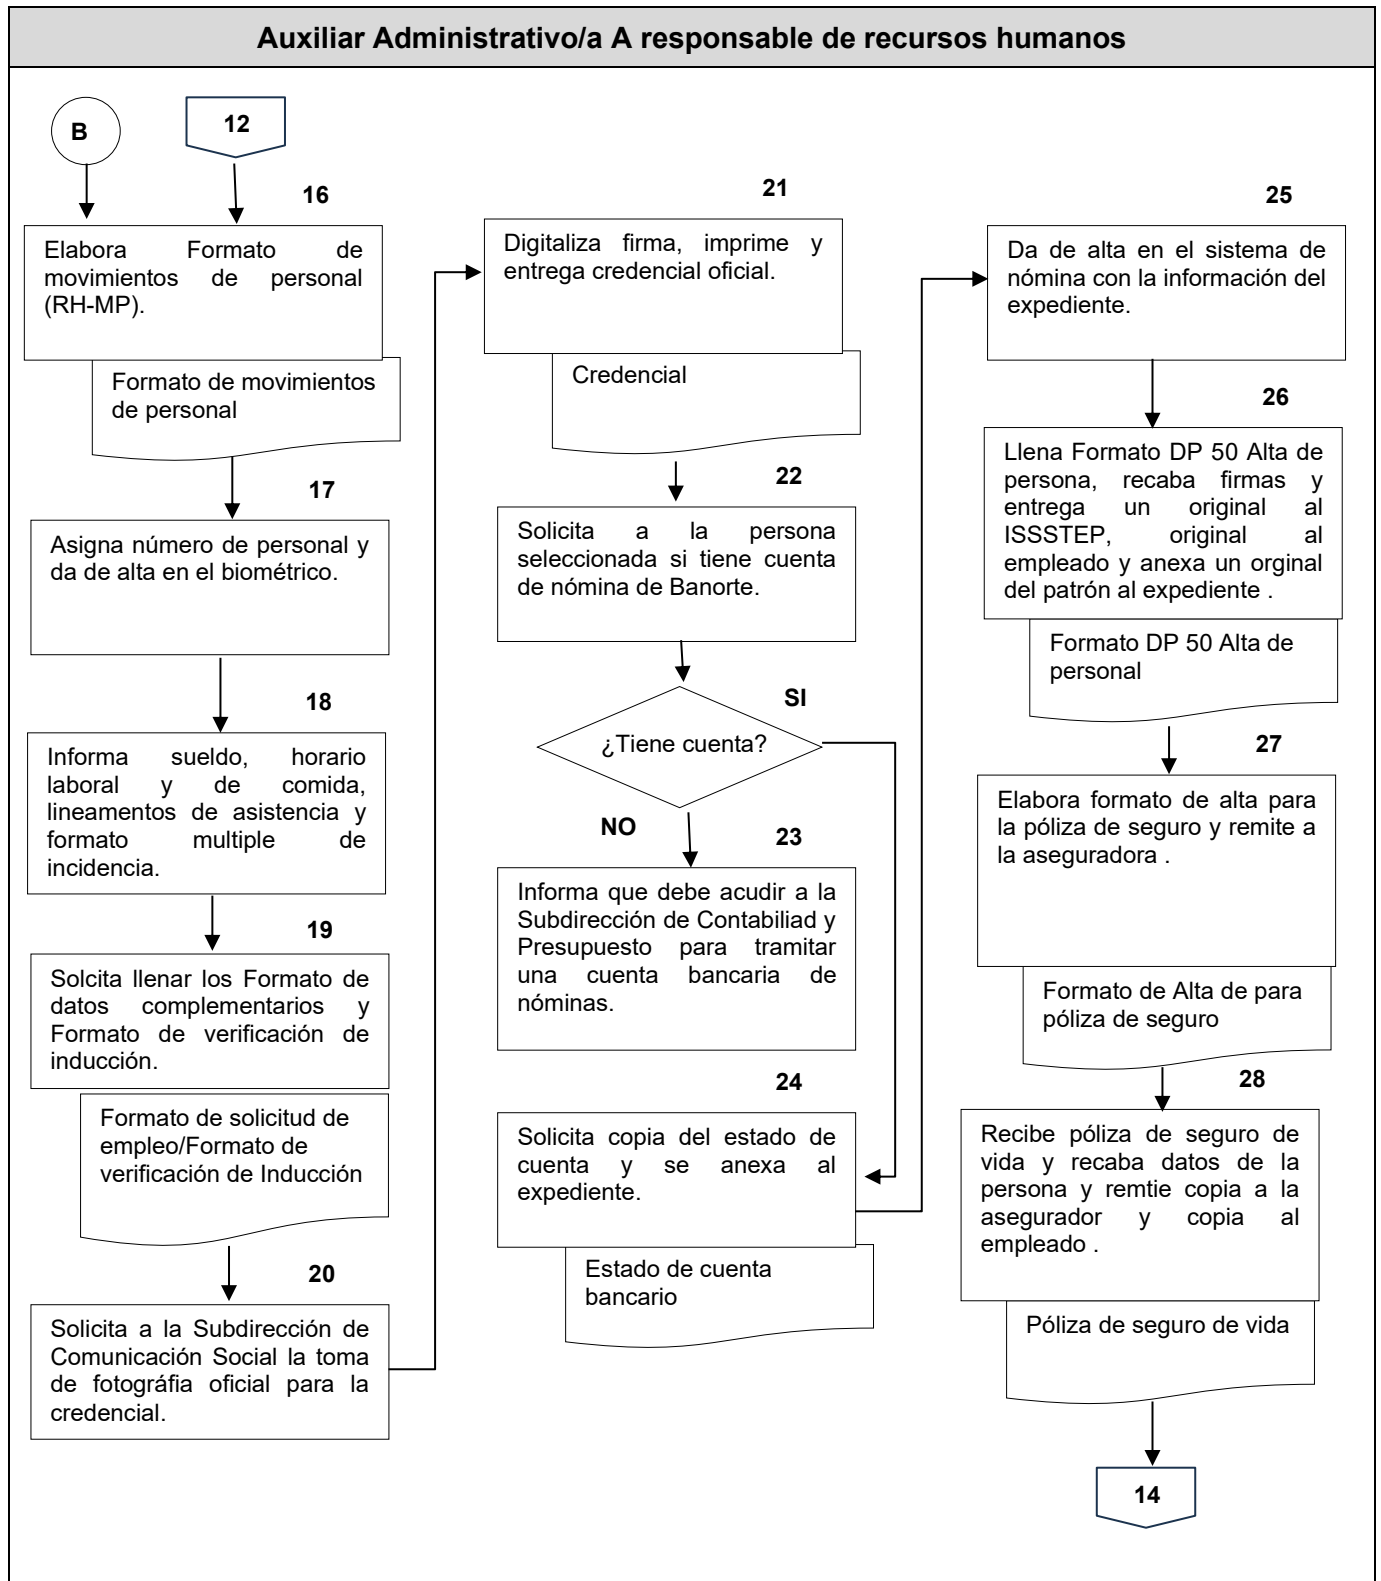 Auxiliar Administrativo/a A responsable de recursos humanos
B
12
16
Elabora Formato de
movimientos de personal
(RH-MP).
Formato de movimientos
de personal
17
Asigna número de personal y
da de alta en el biométrico.
18
Informa sueldo, horario
laboral y de comida,
lineamentos de asistencia y
formato multiple de
incidencia.
19
Solcita llenar los Formato de
datos complementarios y
Formato de verificación de
inducción.
Formato de solicitud de
empleo/Formato de
verificación de Inducción
20
Solicita a la Subdirección de
Comunicación Social la toma
de fotográfia oficial para la
credencial.
21
Digitaliza firma, imprime y
entrega credencial oficial.
Credencial
22
Solicita a la persona
seleccionada si tiene cuenta
de nómina de Banorte.
SI
¿Tiene cuenta?
NO
23
Informa que debe acudir a la
Subdirección de Contabiliad y
Presupuesto para tramitar
una cuenta bancaria de
nóminas.
24
Solicita copia del estado de
cuenta y se anexa al
expediente.
Estado de cuenta
bancario
25
Da de alta en el sistema de
nómina con la información del
expediente.
26
Llena Formato DP 50 Alta de
persona, recaba firmas y
entrega un original al
ISSSTEP, original al
empleado y anexa un orginal
del patrón al expediente .
Formato DP 50 Alta de
personal
27
Elabora formato de alta para
la póliza de seguro y remite a
la aseguradora .
Formato de Alta de para
póliza de seguro
28
Recibe póliza de seguro de
vida y recaba datos de la
persona y remtie copia a la
asegurador y copia al
empleado .
Póliza de seguro de vida
14